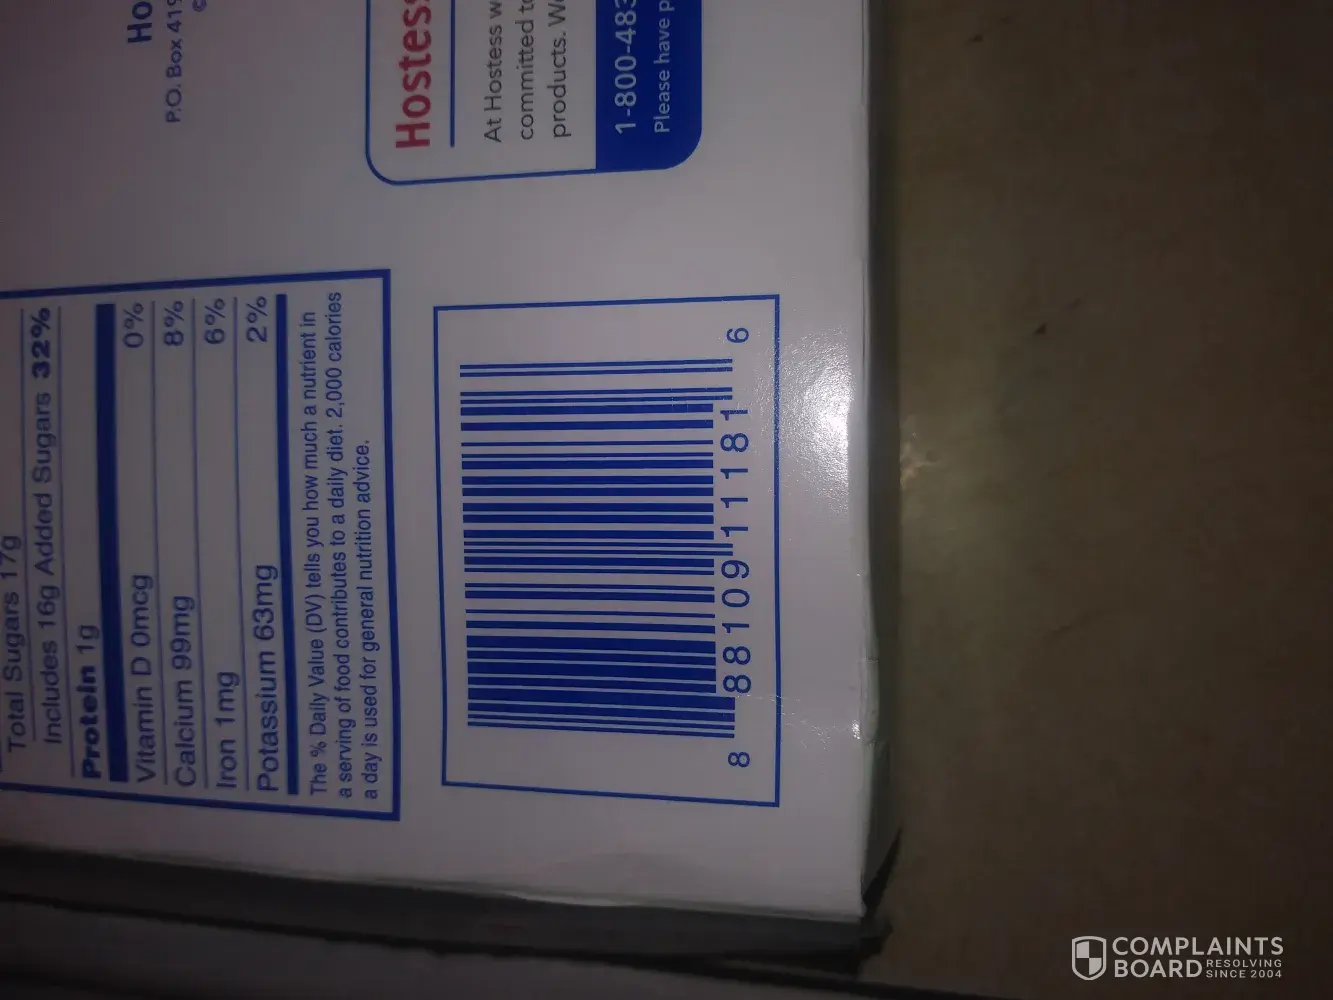 Total Sugars 17g
Includes 16g Added Sugars 32%
Protein 1g
Vitamin D 0mcg 0%
Calcium 99mg 8%
Iron 1mg 6%
Potassium 63mg 2%
The % Daily Value (DV) tells you how much a nutrient in
a serving of food contributes to a daily diet. 2,000 calories
a day is used for general nutrition advice.
Ho
P.O. Box 419
©
Hostess
At Hostess w
committed to
products. We
1-800-483
Please have p
8 88109 11181 6
COMPLAINTS
BOARD RESOLVING
SINCE 2004